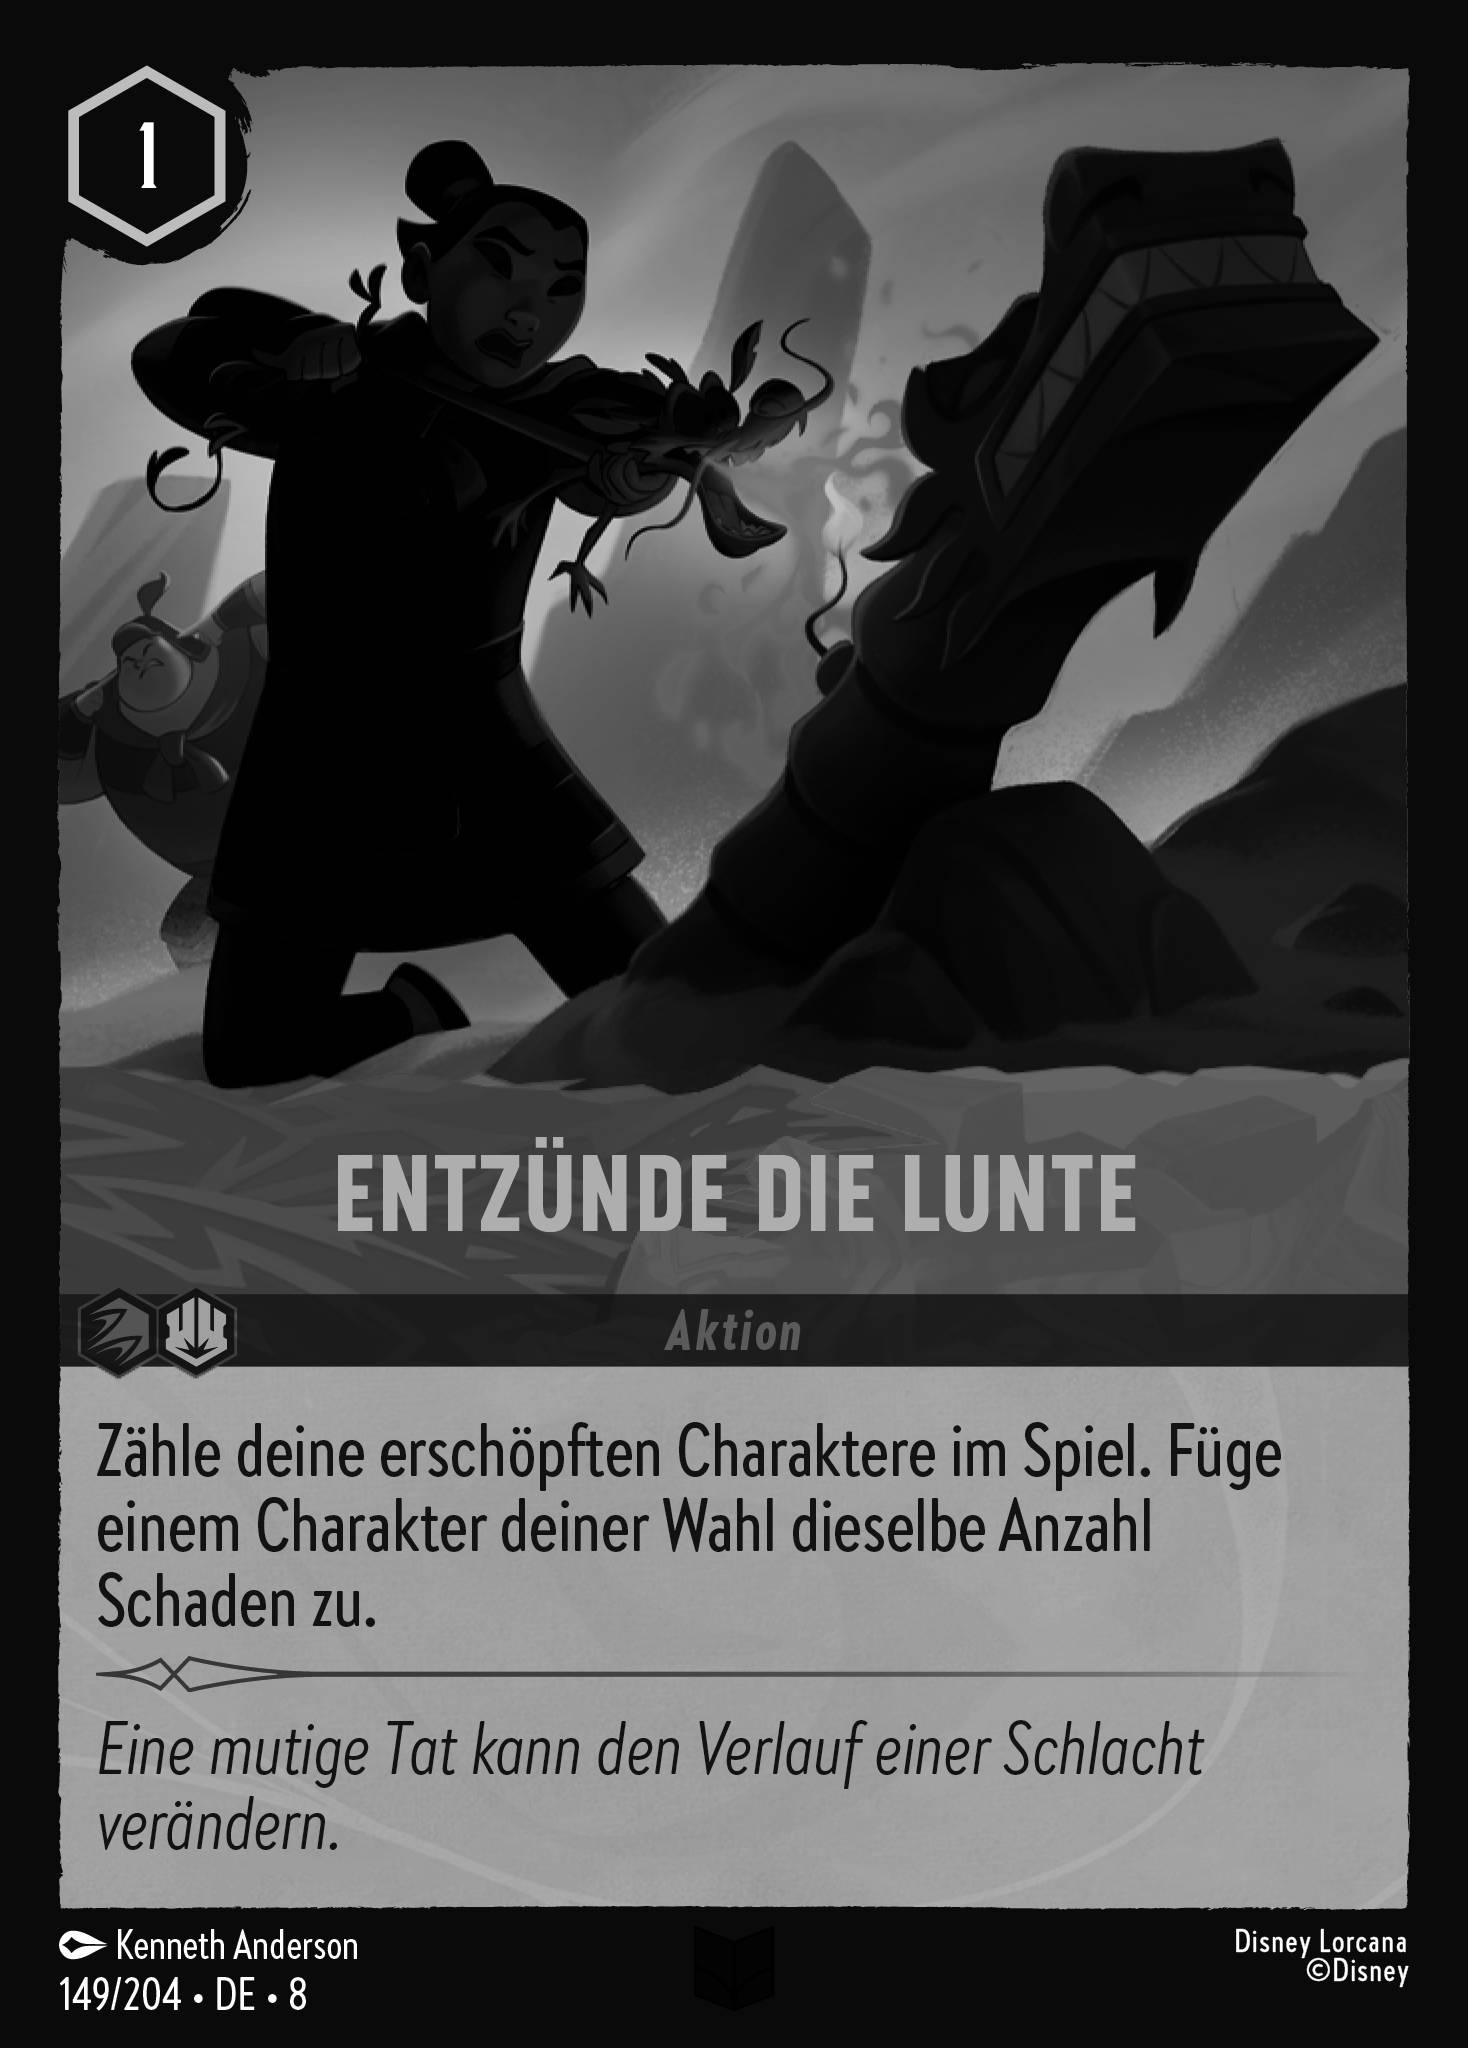 1
ENTZÜNDE DIE LUNTE
Aktion
Zähle deine erschöpften Charaktere im Spiel. Füge
einem Charakter deiner Wahl dieselbe Anzahl
Schaden zu.
Eine mutige Tat kann den Verlauf einer Schlacht
verändern.
Kenneth Anderson
149/204 • DE • 8
Disney Lorcana
©Disney